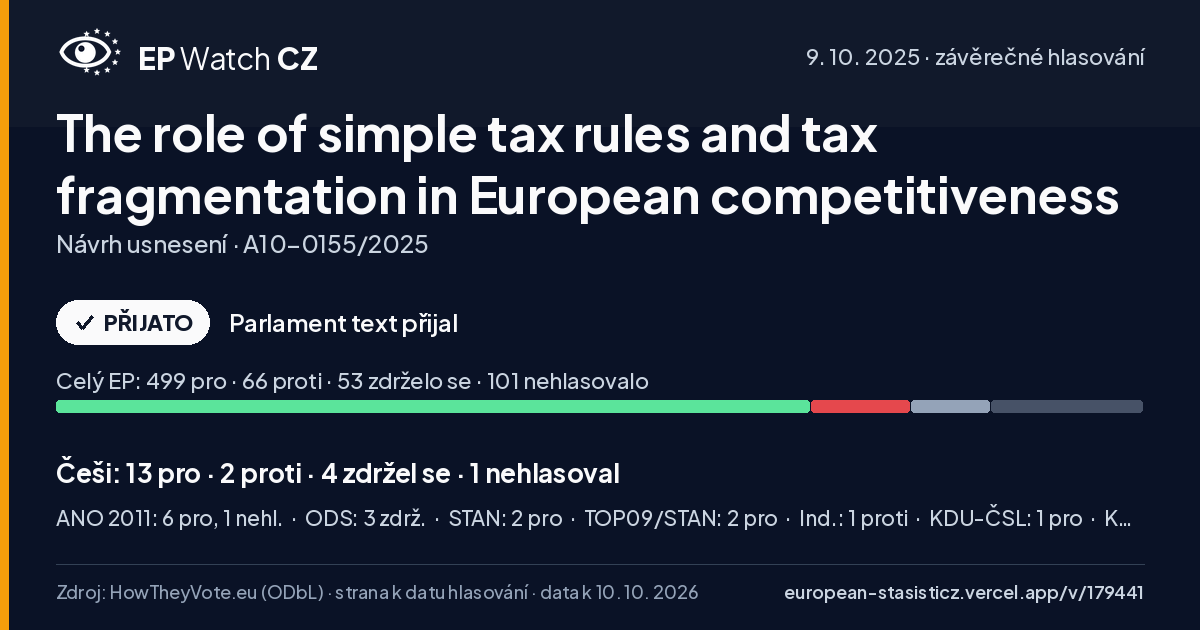 EP Watch CZ
9. 10. 2025 · závěrečné hlasování
The role of simple tax rules and tax
fragmentation in European competitiveness
Návrh usnesení · A10-0155/2025
✓ PŘIJATO
Parlament text přijal
Celý EP: 499 pro · 66 proti · 53 zdrželo se · 101 nehlasovalo
Češi: 13 pro · 2 proti · 4 zdržel se · 1 nehlasoval
ANO 2011: 6 pro, 1 nehl. · ODS: 3 zdrž. · STAN: 2 pro · TOP09/STAN: 2 pro · Ind.: 1 proti · KDU-ČSL: 1 pro · K…
Zdroj: HowTheyVote.eu (ODbL) · strana k datu hlasování · data k 10. 10. 2026
european-stasisticz.vercel.app/v/179441